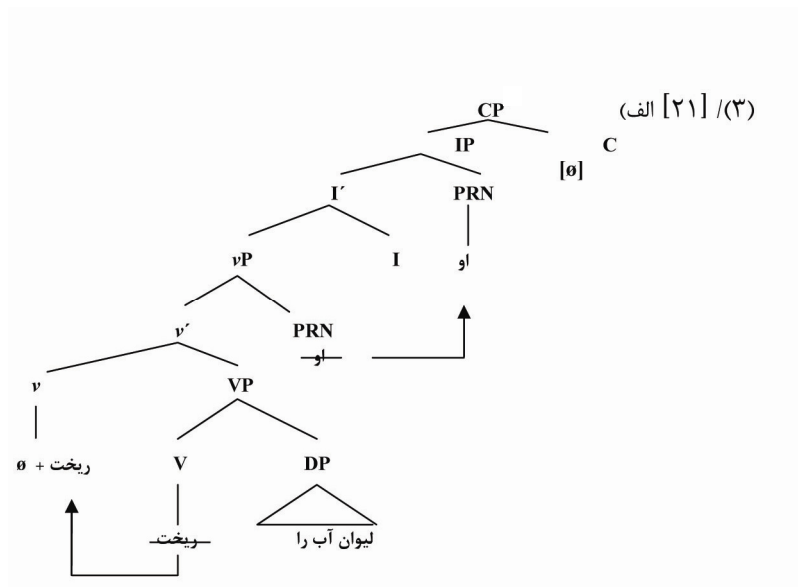 (۳)/ [۲۱] الف)
CP
IP C
[ø]
I´ PRN
vP I او
v´ PRN
او
v VP
ø + ریخت V DP
ریخت لیوان آب را